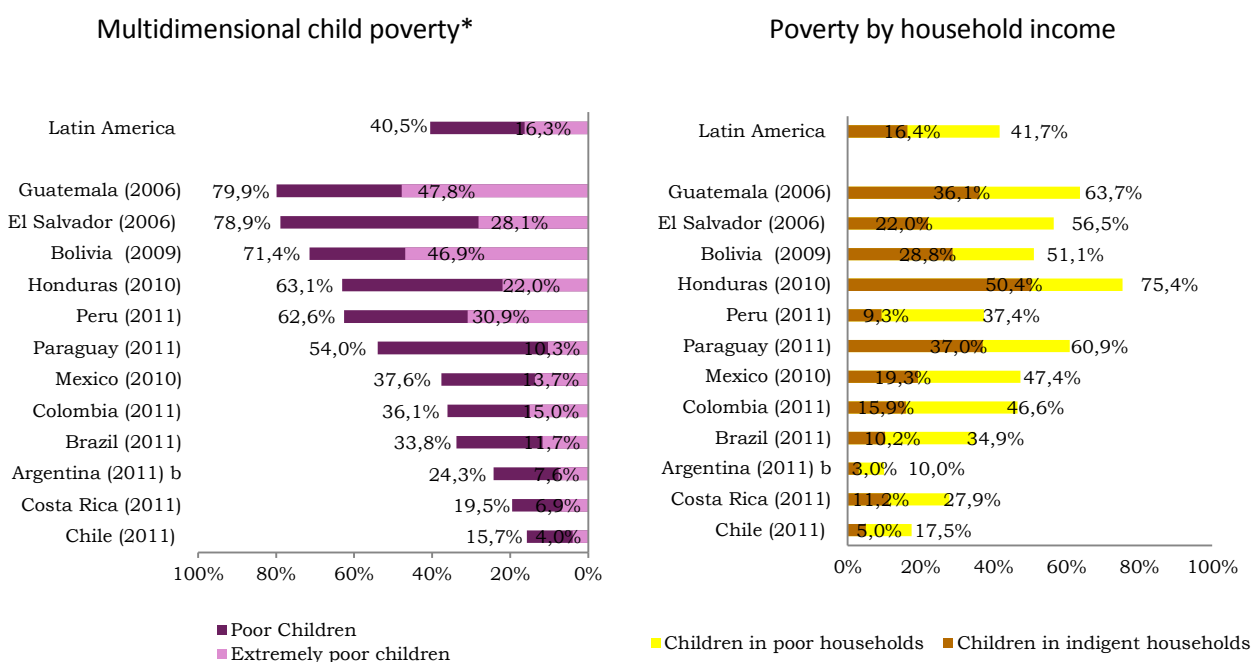 Multidimensional child poverty*
Latin America 40,5% 16,3%
Guatemala (2006) 79,9% 47,8%
El Salvador (2006) 78,9% 28,1%
Bolivia (2009) 71,4% 46,9%
Honduras (2010) 63,1% 22,0%
Peru (2011) 62,6% 30,9%
Paraguay (2011) 54,0% 10,3%
Mexico (2010) 37,6% 13,7%
Colombia (2011) 36,1% 15,0%
Brazil (2011) 33,8% 11,7%
Argentina (2011) b 24,3% 7,6%
Costa Rica (2011) 19,5% 6,9%
Chile (2011) 15,7% 4,0%
100% 80% 60% 40% 20% 0%
Poor Children
Extremely poor children
Poverty by household income
Latin America 16,4% 41,7%
Guatemala (2006) 36,1% 63,7%
El Salvador (2006) 22,0% 56,5%
Bolivia (2009) 28,8% 51,1%
Honduras (2010) 50,4% 75,4%
Peru (2011) 9,3% 37,4%
Paraguay (2011) 37,0% 60,9%
Mexico (2010) 19,3% 47,4%
Colombia (2011) 15,9% 46,6%
Brazil (2011) 10,2% 34,9%
Argentina (2011) b 3,0% 10,0%
Costa Rica (2011) 11,2% 27,9%
Chile (2011) 5,0% 17,5%
0% 20% 40% 60% 80% 100%
Children in poor households Children in indigent households